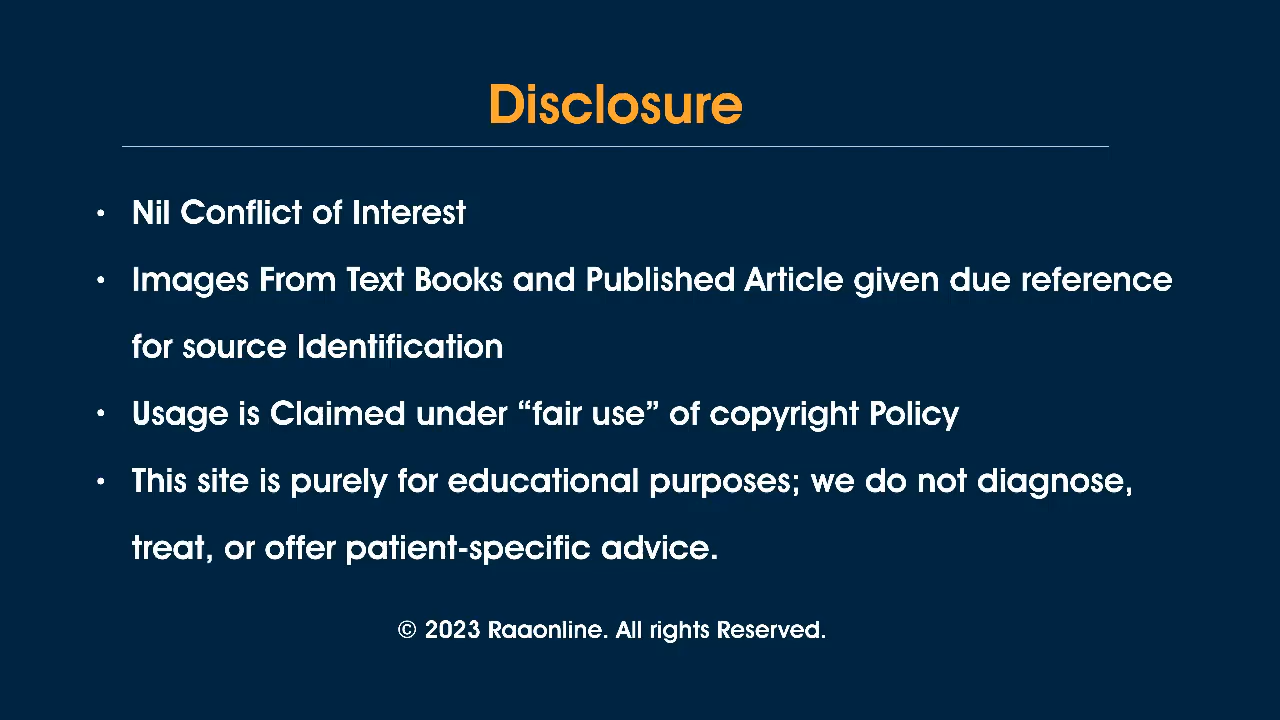 Disclosure
• Nil Conflict of Interest
• Images From Text Books and Published Article given due reference
for source Identification
• Usage is Claimed under “fair use” of copyright Policy
• This site is purely for educational purposes; we do not diagnose,
treat, or offer patient-specific advice.
© 2023 Raaonline. All rights Reserved.